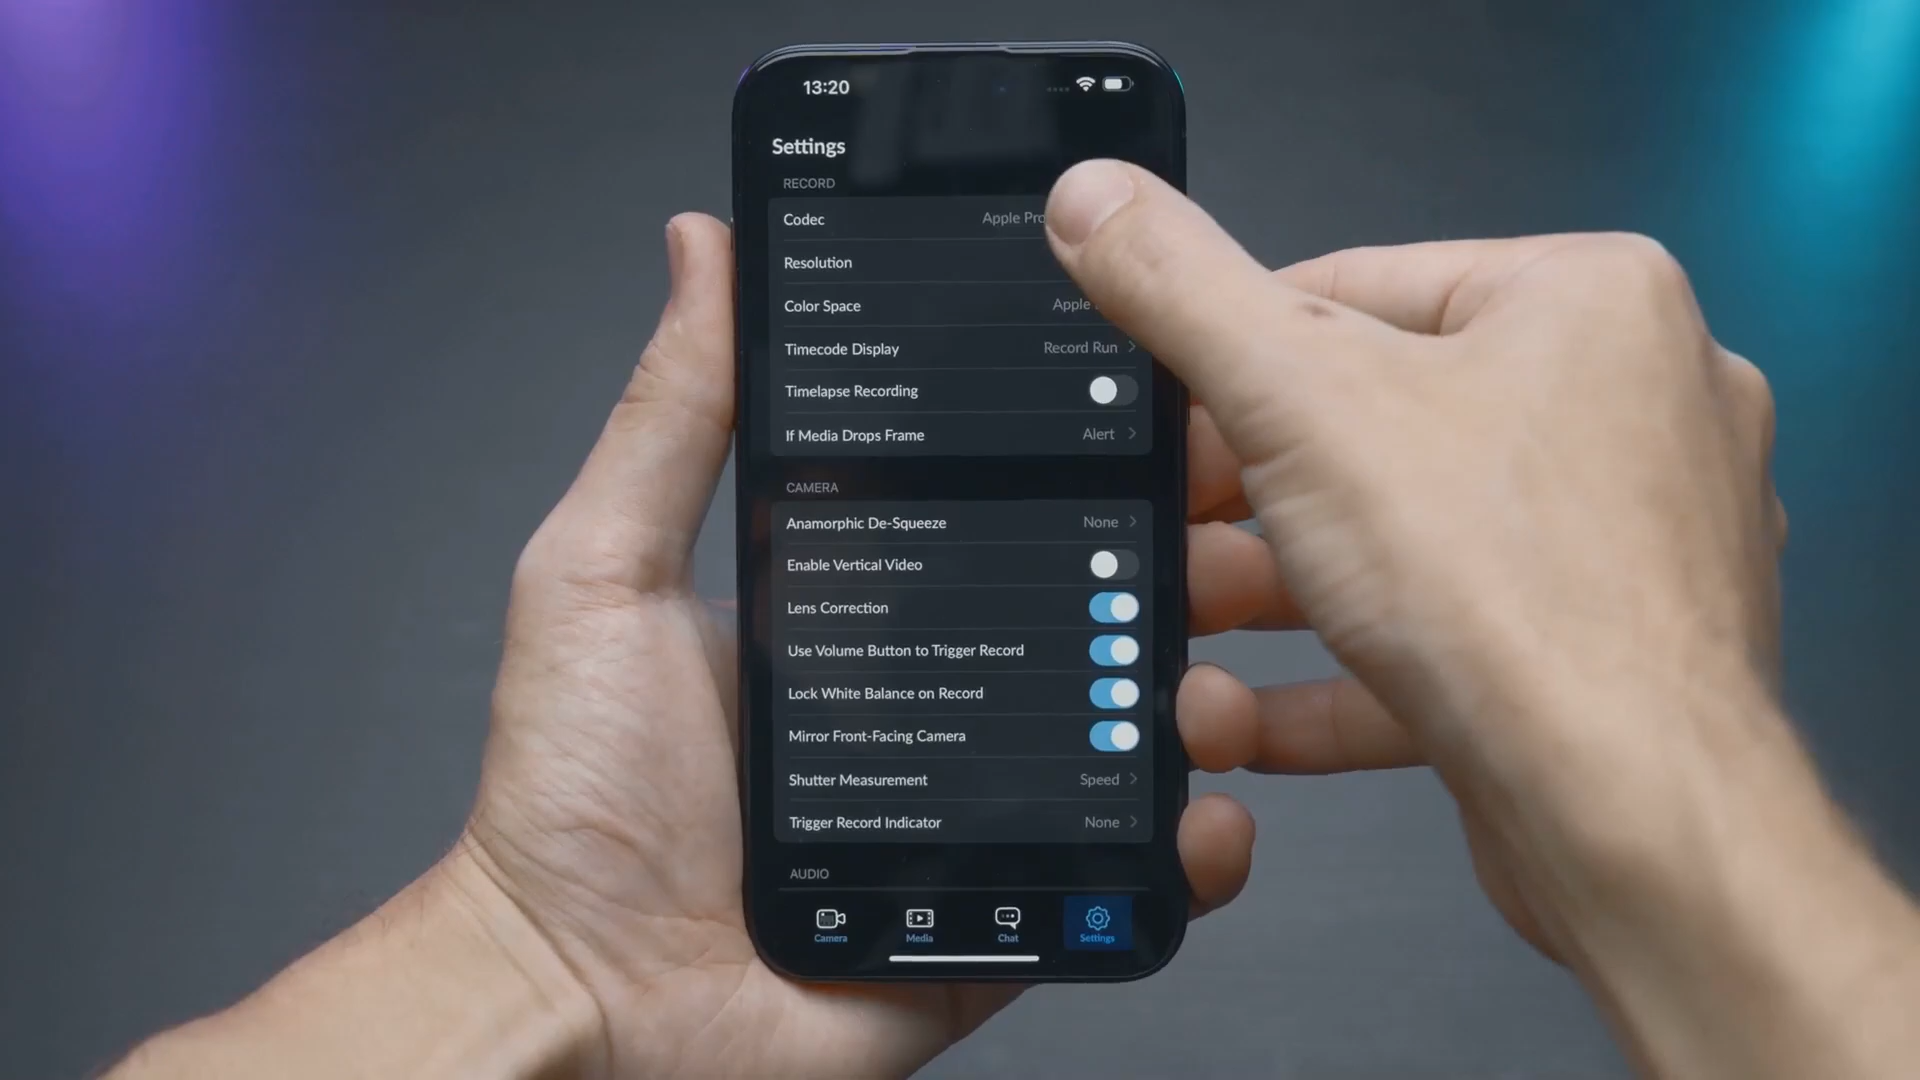 13:20
Settings
RECORD
Codec Apple
Resolution
Color Space Apple
Timecode Display Record Run
Timelapse Recording
If Media Drops Frame Alert
CAMERA
Anamorphic De-Squeeze None
Enable Vertical Video
Lens Correction
Use Volume Button to Trigger Record
Lock White Balance on Record
Mirror Front-Facing Camera
Shutter Measurement Speed
Trigger Record Indicator None
AUDIO
Camera Media Chat Settings